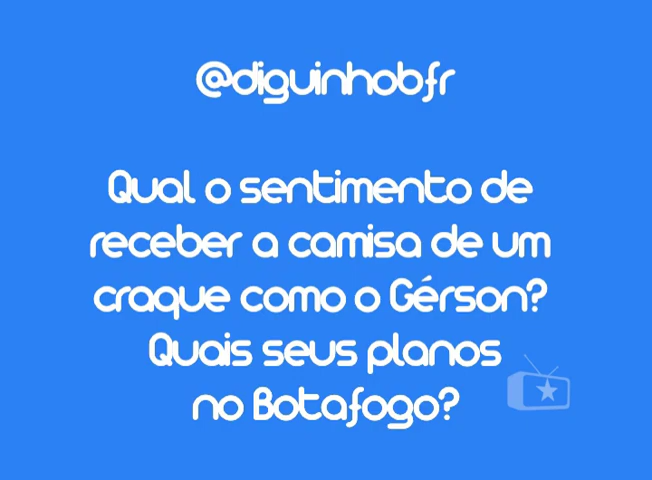 @diguinhobfr
Qual o sentimento de
receber a camisa de um
craque como o Gérson?
Quais seus planos
no Botafogo?